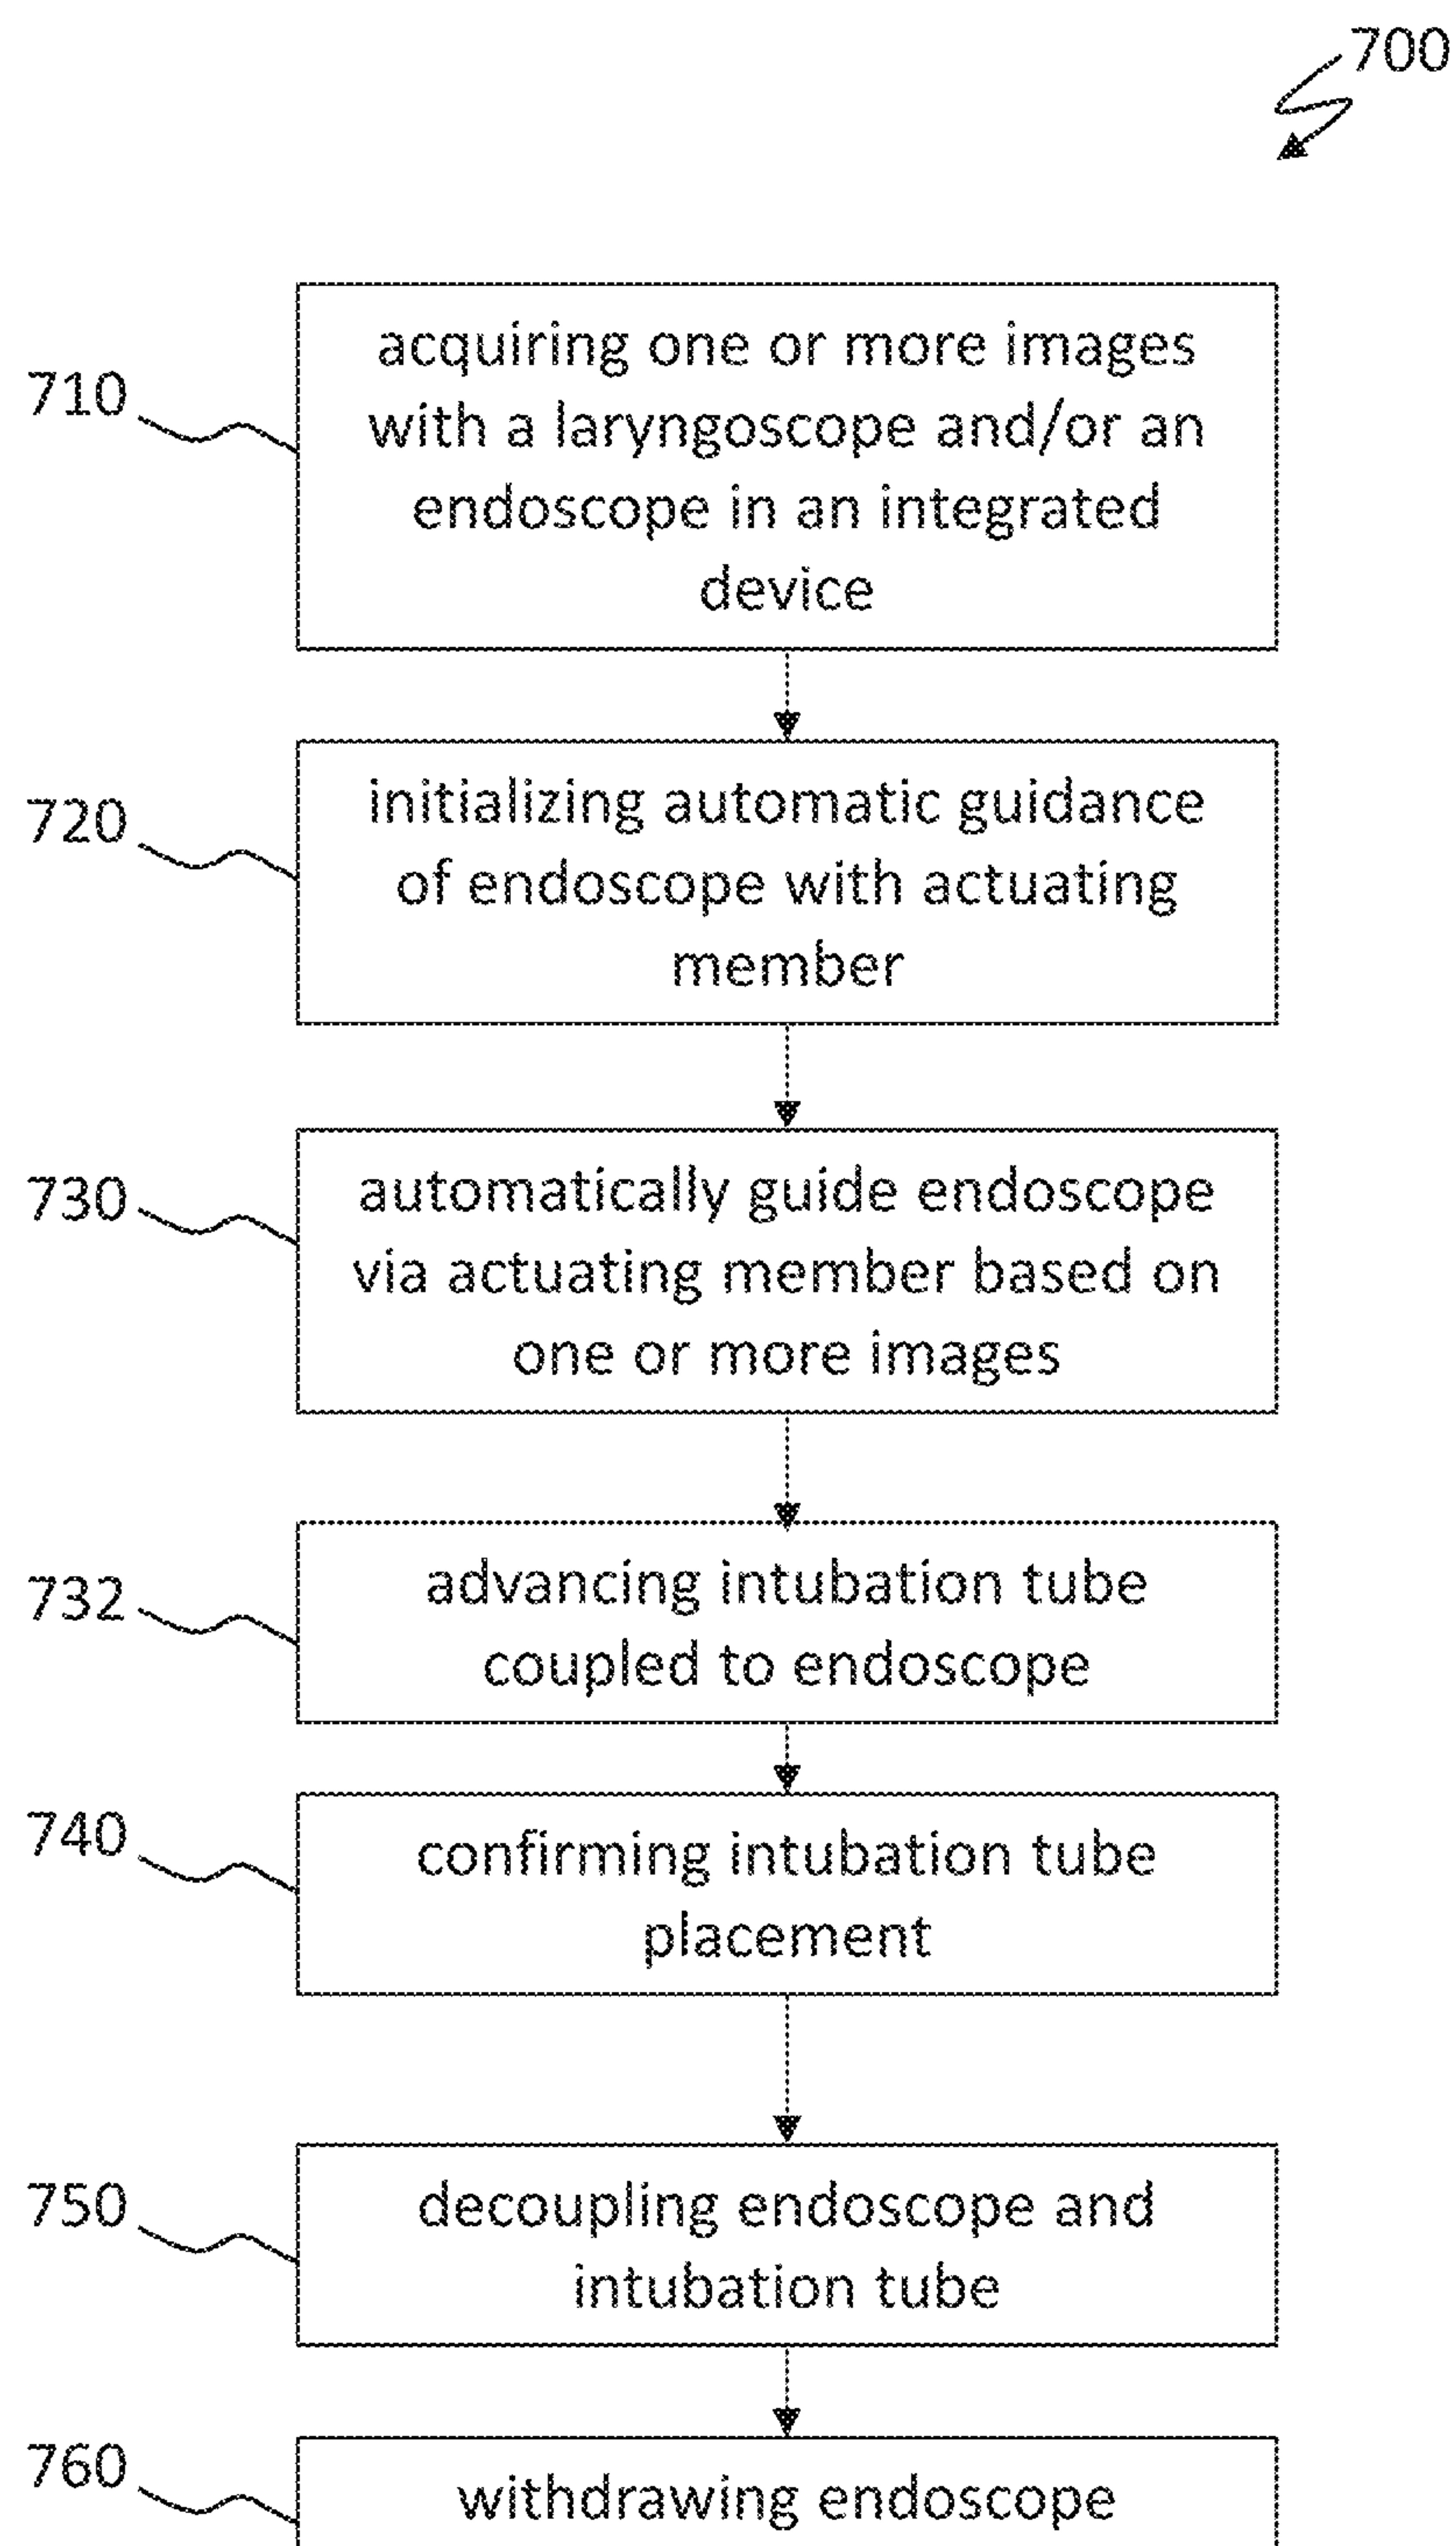 700
710
acquiring one or more images
with a laryngoscope and/or an
endoscope in an integrated
device
720
initializing automatic guidance
of endoscope with actuating
member
730
automatically guide endoscope
via actuating member based on
one or more images
732
advancing intubation tube
coupled to endoscope
740
confirming intubation tube
placement
750
decoupling endoscope and
intubation tube
760
withdrawing endoscope